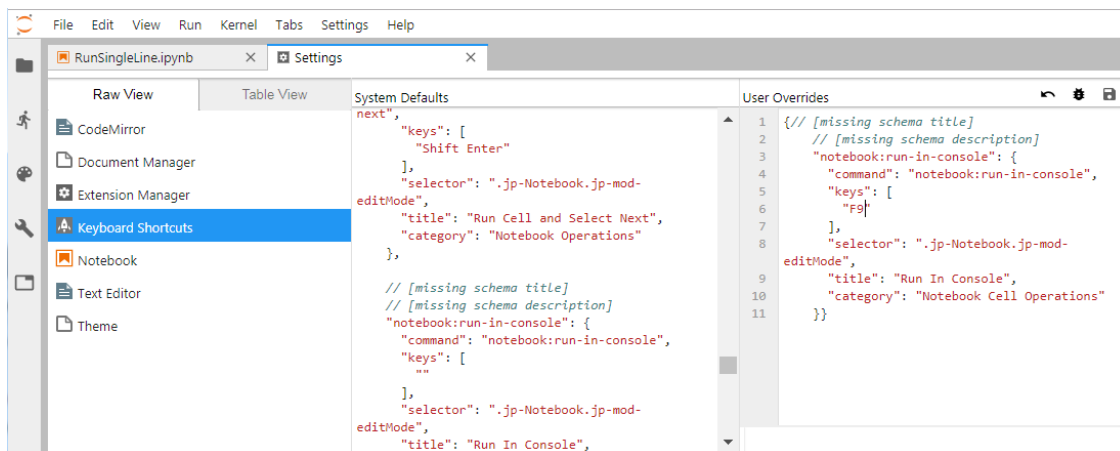 File Edit View Run Kernel Tabs Settings Help
RunSingleLine.ipynb
Settings
Raw View
Table View
CodeMirror
Document Manager
Extension Manager
Keyboard Shortcuts
Notebook
Text Editor
Theme
System Defaults
next",
"keys": [
"Shift Enter"
],
"selector": ".jp-Notebook.jp-mod-
editMode",
"title": "Run Cell and Select Next",
"category": "Notebook Operations"
},
// [missing schema title]
// [missing schema description]
"notebook:run-in-console": {
"command": "notebook:run-in-console",
"keys": [
""
],
"selector": ".jp-Notebook.jp-mod-
editMode",
"title": "Run In Console",
User Overrides
1 {// [missing schema title]
2 // [missing schema description]
3 "notebook:run-in-console": {
4 "command": "notebook:run-in-console",
5 "keys": [
6 "F9"
7 ],
8 "selector": ".jp-Notebook.jp-mod-
editMode",
9 "title": "Run In Console",
10 "category": "Notebook Cell Operations"
11 }}